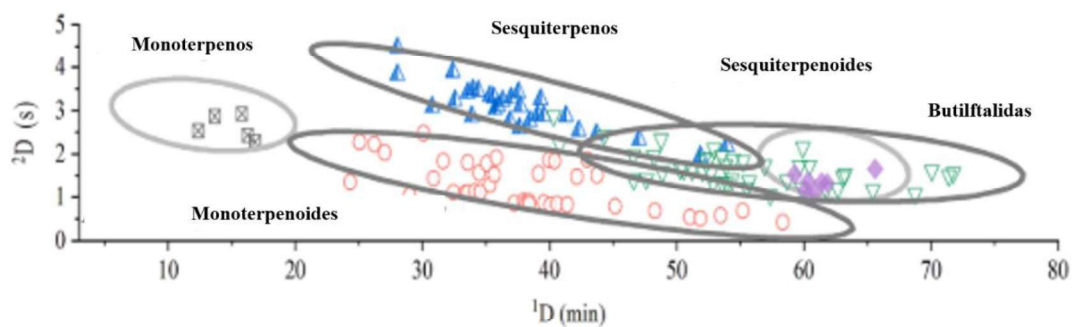 Monoterpenos
Sesquiterpenos
Sesquiterpenoides
Butilftalidas
Monoterpenoides
²D (s)
5
4
3
2
1
0
10 20 30 40 50 60 70 80
¹D (min)